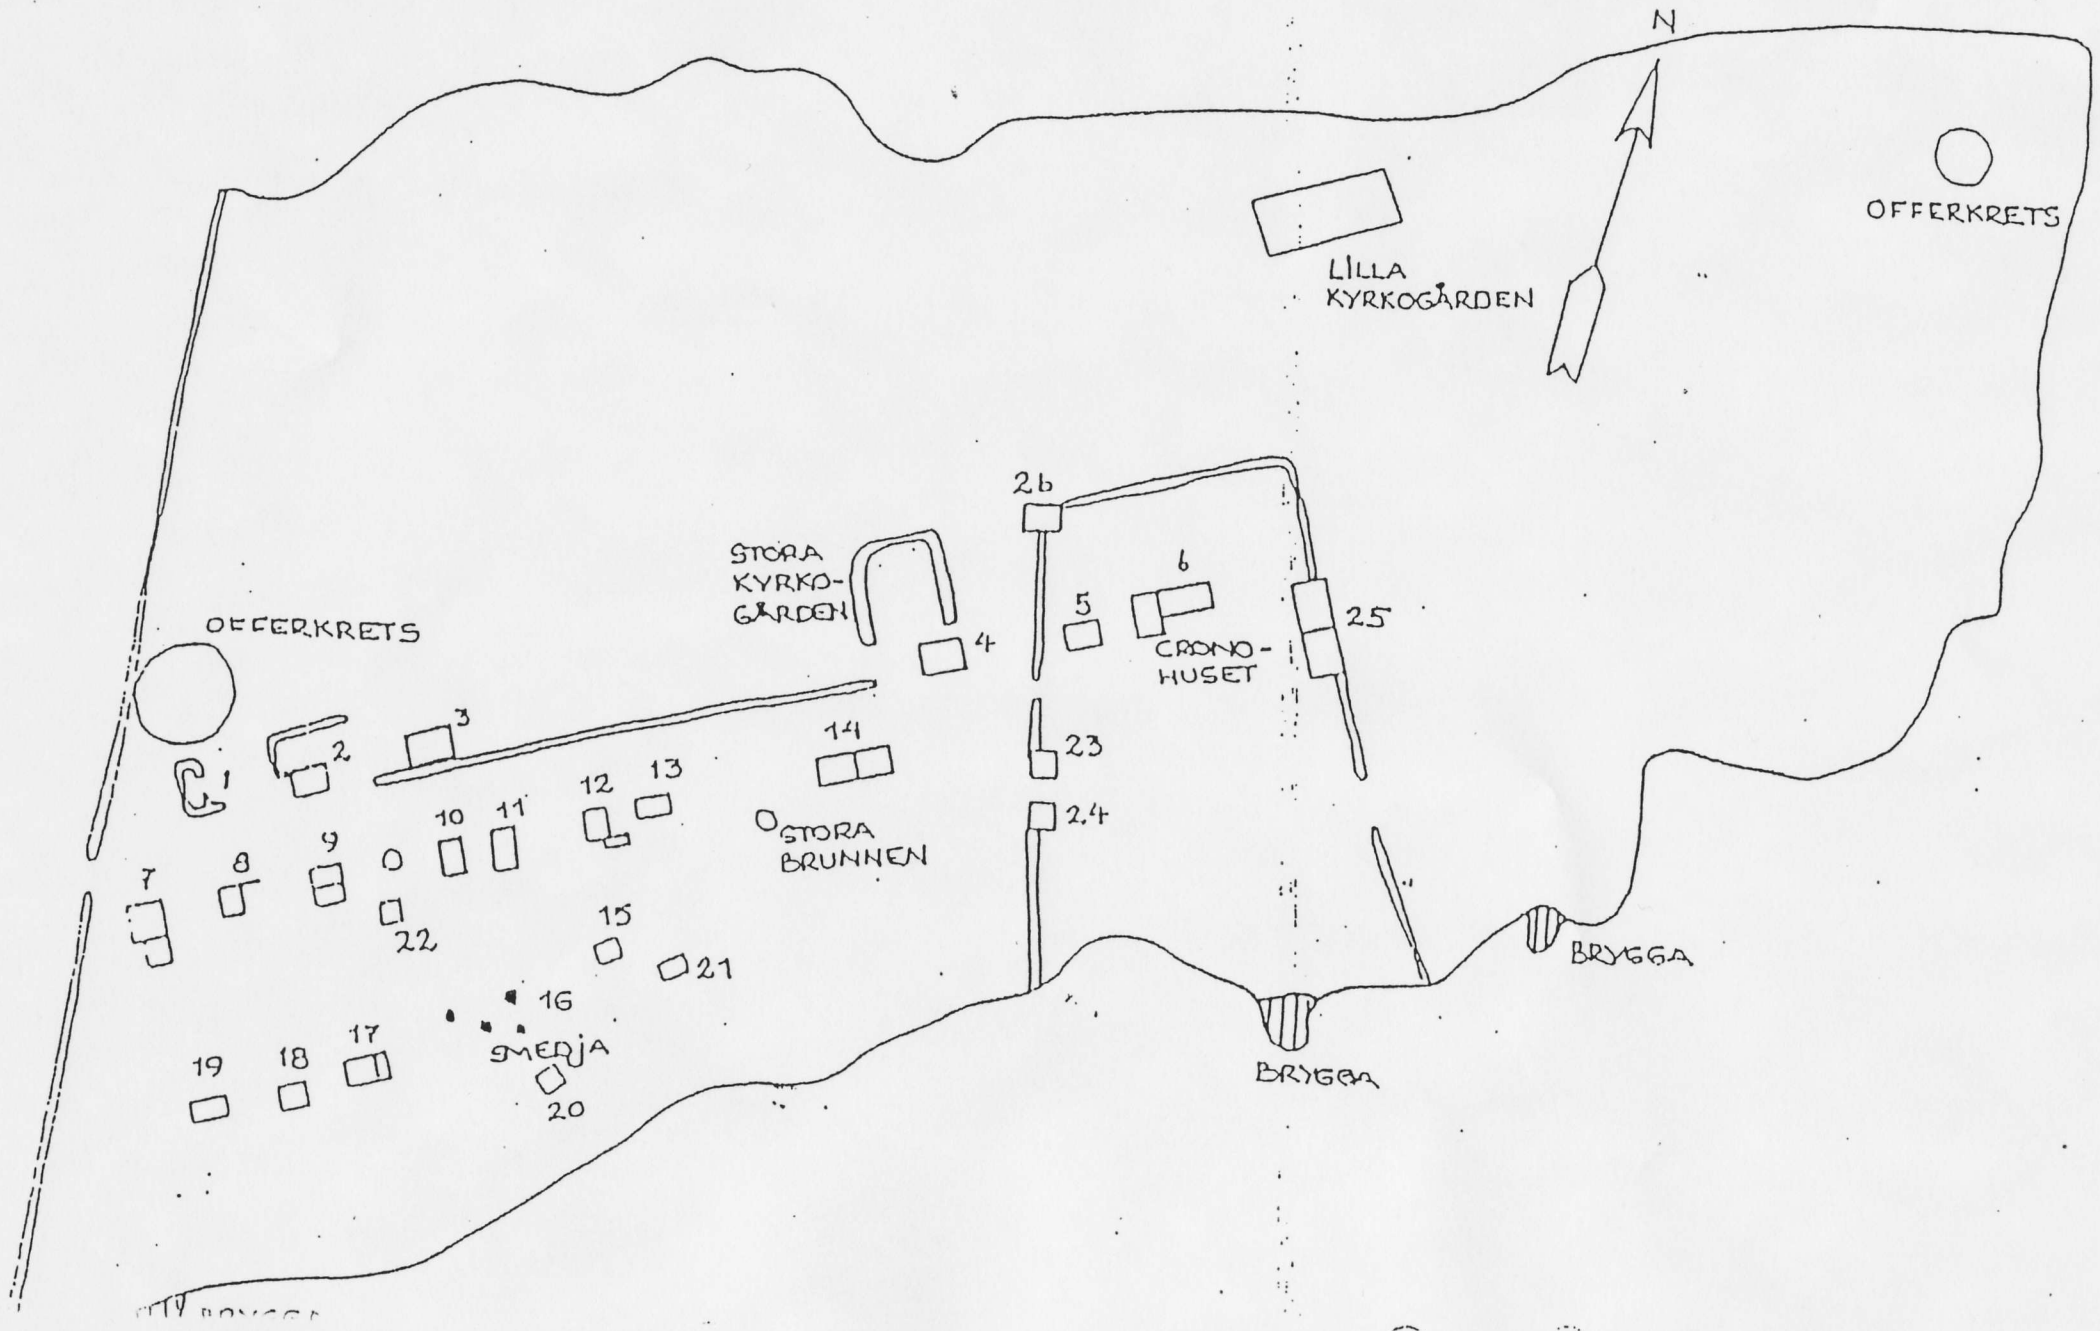 N
OFFERKRETS
LILLA
KYRKOGÅRDEN
26
STORA
KYRKO-
GÅRDEN
6
5
25
4
CRONO-
HUSET
OFFERKRETS
3
2
1
14
23
13
12
11
10
24
STORA
BRUNNEN
9
8
7
22
15
21
BRYGGA
16
SMEDJA
17
18
19
BRYGGA
20
BRYGGA